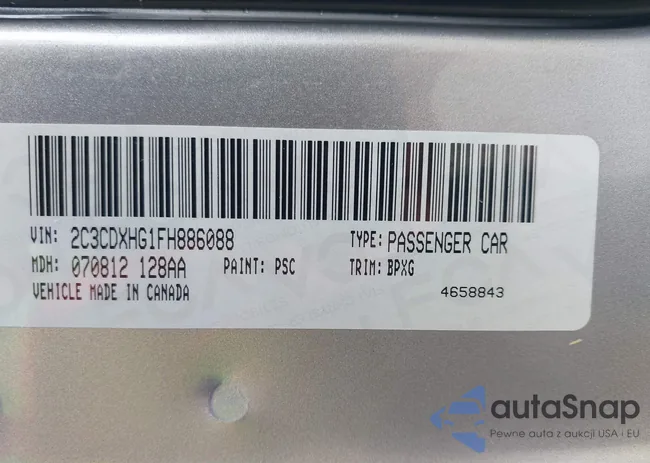 VIN: 2C3CDXHG1FH886088 TYPE: PASSENGER CAR
MDH: 070812 128AA PAINT: PSC TRIM: BPXG
VEHICLE MADE IN CANADA 4658843
autaSnap
Pewne auta z aukcji USA i EU